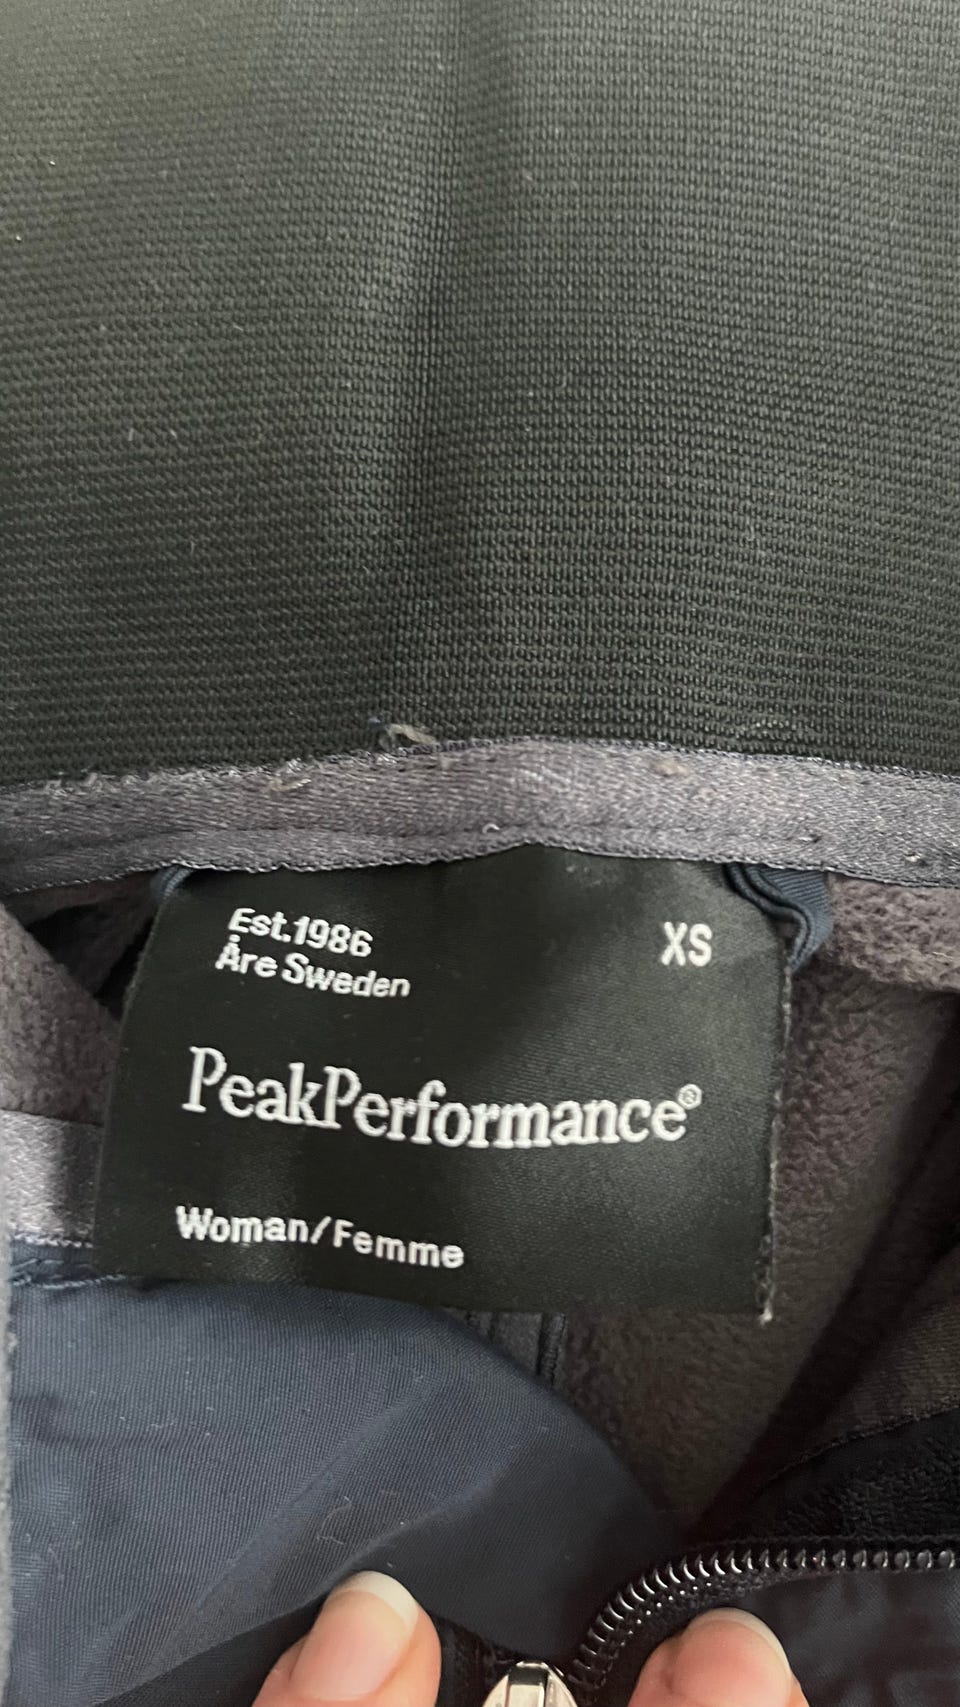 Est.1986
XS
Åre Sweden
PeakPerformance®
Woman/Femme